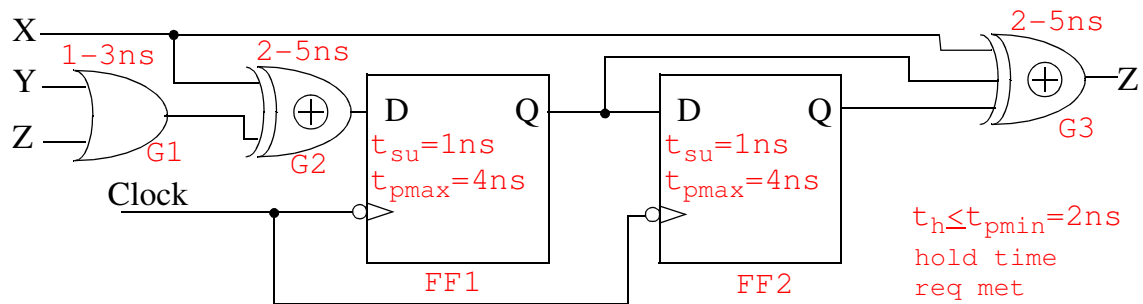 X
1-3ns
2-5ns
2-5ns
Y
Z
G1
G2
D
Q
t_su=1ns
t_pmax=4ns
FF1
D
Q
t_su=1ns
t_pmax=4ns
FF2
Z
G3
Clock
t_h≤t_pmin=2ns
hold time
req met